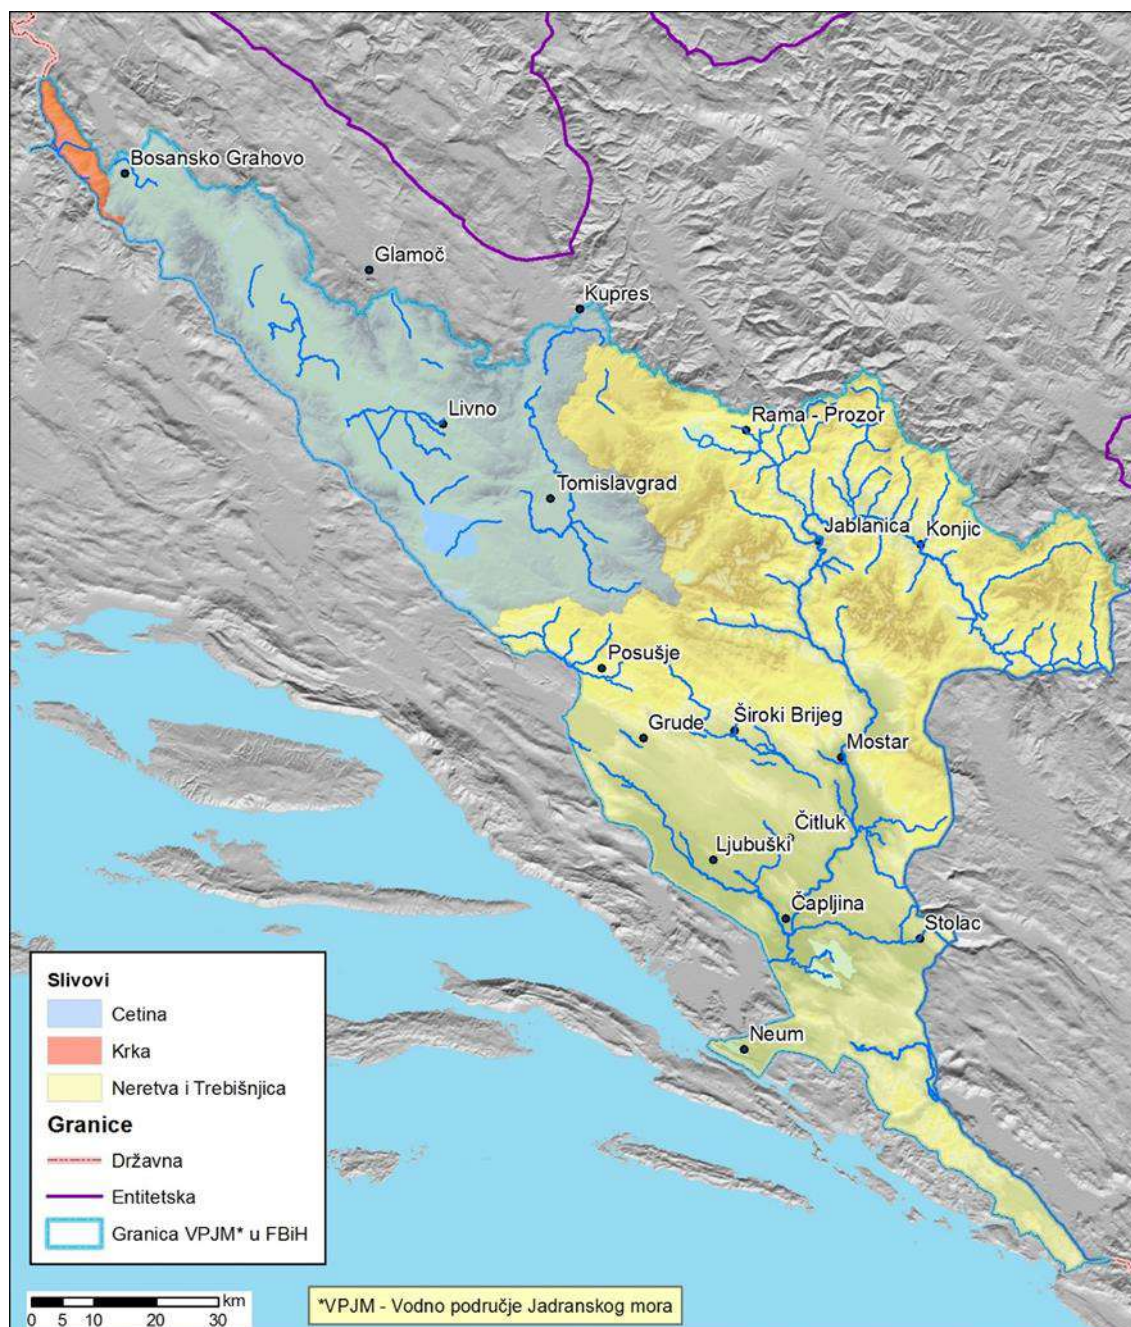 Bosansko Grahovo
Glamoč
Kupres
Livno
Rama - Prozor
Tomislavgrad
Jablanica
Konjic
Posušje
Grude
Široki Brijeg
Mostar
Čitluk
Ljubuški
Čapljina
Stolac
Neum
Slivovi
Cetina
Krka
Neretva i Trebišnjica
Granice
Državna
Entitetska
Granica VPJM* u FBiH
km
0 5 10 20 30
*VPJM - Vodno područje Jadranskog mora